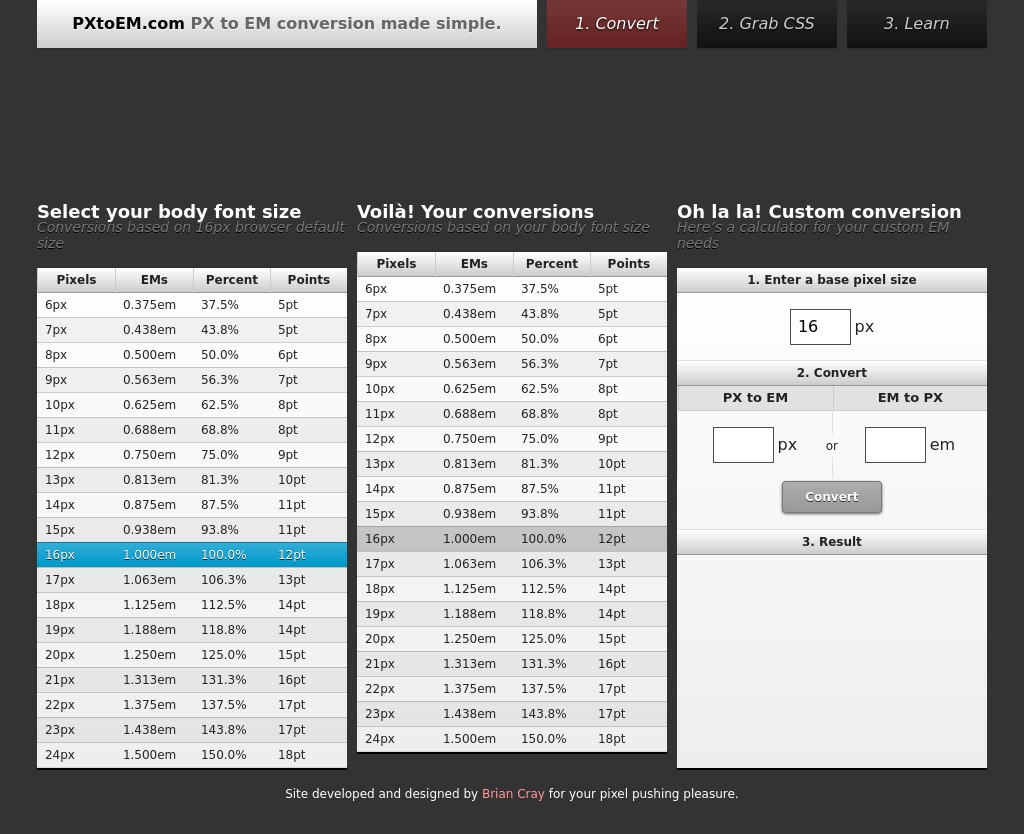 PXtoEM.com PX to EM conversion made simple.
1. Convert
2. Grab CSS
3. Learn
Select your body font size
Conversions based on 16px browser default
size
Pixels EMs Percent Points
6px 0.375em 37.5% 5pt
7px 0.438em 43.8% 5pt
8px 0.500em 50.0% 6pt
9px 0.563em 56.3% 7pt
10px 0.625em 62.5% 8pt
11px 0.688em 68.8% 8pt
12px 0.750em 75.0% 9pt
13px 0.813em 81.3% 10pt
14px 0.875em 87.5% 11pt
15px 0.938em 93.8% 11pt
16px 1.000em 100.0% 12pt
17px 1.063em 106.3% 13pt
18px 1.125em 112.5% 14pt
19px 1.188em 118.8% 14pt
20px 1.250em 125.0% 15pt
21px 1.313em 131.3% 16pt
22px 1.375em 137.5% 17pt
23px 1.438em 143.8% 17pt
24px 1.500em 150.0% 18pt
Voilà! Your conversions
Conversions based on your body font size
Pixels EMs Percent Points
6px 0.375em 37.5% 5pt
7px 0.438em 43.8% 5pt
8px 0.500em 50.0% 6pt
9px 0.563em 56.3% 7pt
10px 0.625em 62.5% 8pt
11px 0.688em 68.8% 8pt
12px 0.750em 75.0% 9pt
13px 0.813em 81.3% 10pt
14px 0.875em 87.5% 11pt
15px 0.938em 93.8% 11pt
16px 1.000em 100.0% 12pt
17px 1.063em 106.3% 13pt
18px 1.125em 112.5% 14pt
19px 1.188em 118.8% 14pt
20px 1.250em 125.0% 15pt
21px 1.313em 131.3% 16pt
22px 1.375em 137.5% 17pt
23px 1.438em 143.8% 17pt
24px 1.500em 150.0% 18pt
Oh la la! Custom conversion
Here's a calculator for your custom EM
needs
1. Enter a base pixel size
16 px
2. Convert
PX to EM EM to PX
px or em
Convert
3. Result
Site developed and designed by Brian Cray for your pixel pushing pleasure.